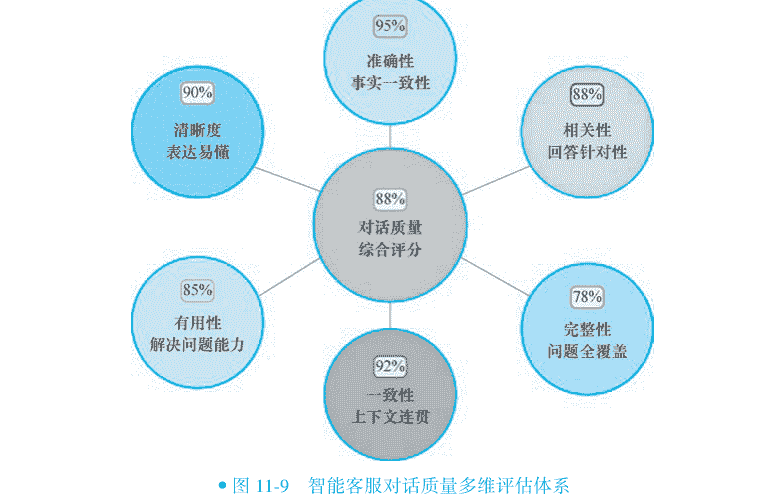 95%
准确性
事实一致性
90%
清晰度
表达易懂
88%
相关性
回答针对性
88%
对话质量
综合评分
85%
有用性
解决问题能力
78%
完整性
问题全覆盖
92%
一致性
上下文连贯
• 图 11-9 智能客服对话质量多维评估体系